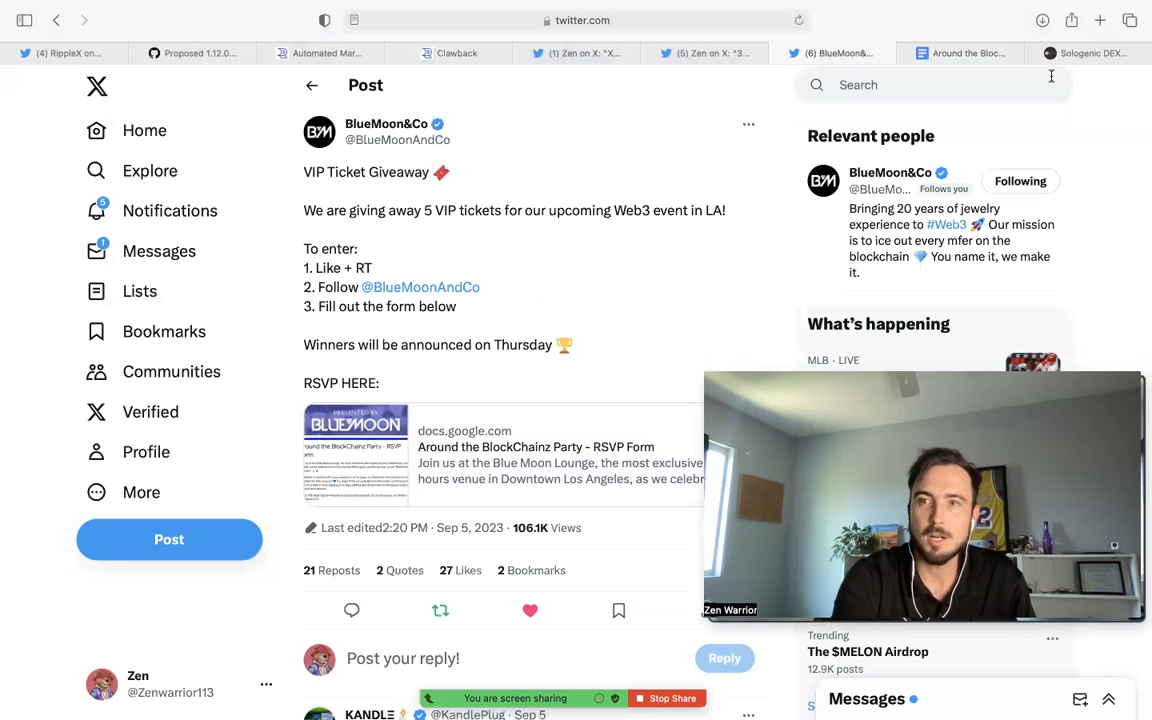 twitter.com
(4) RippleX on...
Proposed 1.12.0...
Automated Mar...
Clawback
(1) Zen on X: "X...
(5) Zen on X: "3...
(6) BlueMoon&...
Around the Bloc...
Sologenic DEX...
X
Home
Explore
5
Notifications
1
Messages
Lists
Bookmarks
Communities
Verified
Profile
More
Post
Zen
@Zenwarrior113
Post
BM
BlueMoon&Co
@BlueMoonAndCo
VIP Ticket Giveaway
We are giving away 5 VIP tickets for our upcoming Web3 event in LA!
To enter:
1. Like + RT
2. Follow @BlueMoonAndCo
3. Fill out the form below
Winners will be announced on Thursday
RSVP HERE:
PRESENTED BY
BLUEMOON
docs.google.com
Around the BlockChainz Party - RSVP Form
Join us at the Blue Moon Lounge, the most exclusive
hours venue in Downtown Los Angeles, as we celebr
Last edited2:20 PM · Sep 5, 2023 · 106.1K Views
21 Reposts 2 Quotes 27 Likes 2 Bookmarks
Post your reply!
Reply
You are screen sharing
Stop Share
KANDLE @KandlePlug · Sep 5
Search
Relevant people
BM
BlueMoon&Co
@BlueMo... Follows you
Following
Bringing 20 years of jewelry
experience to #Web3 Our mission
is to ice out every mfer on the
blockchain You name it, we make
it.
What's happening
MLB · LIVE
Zen Warrior
Trending
The $MELON Airdrop
12.9K posts
Messages